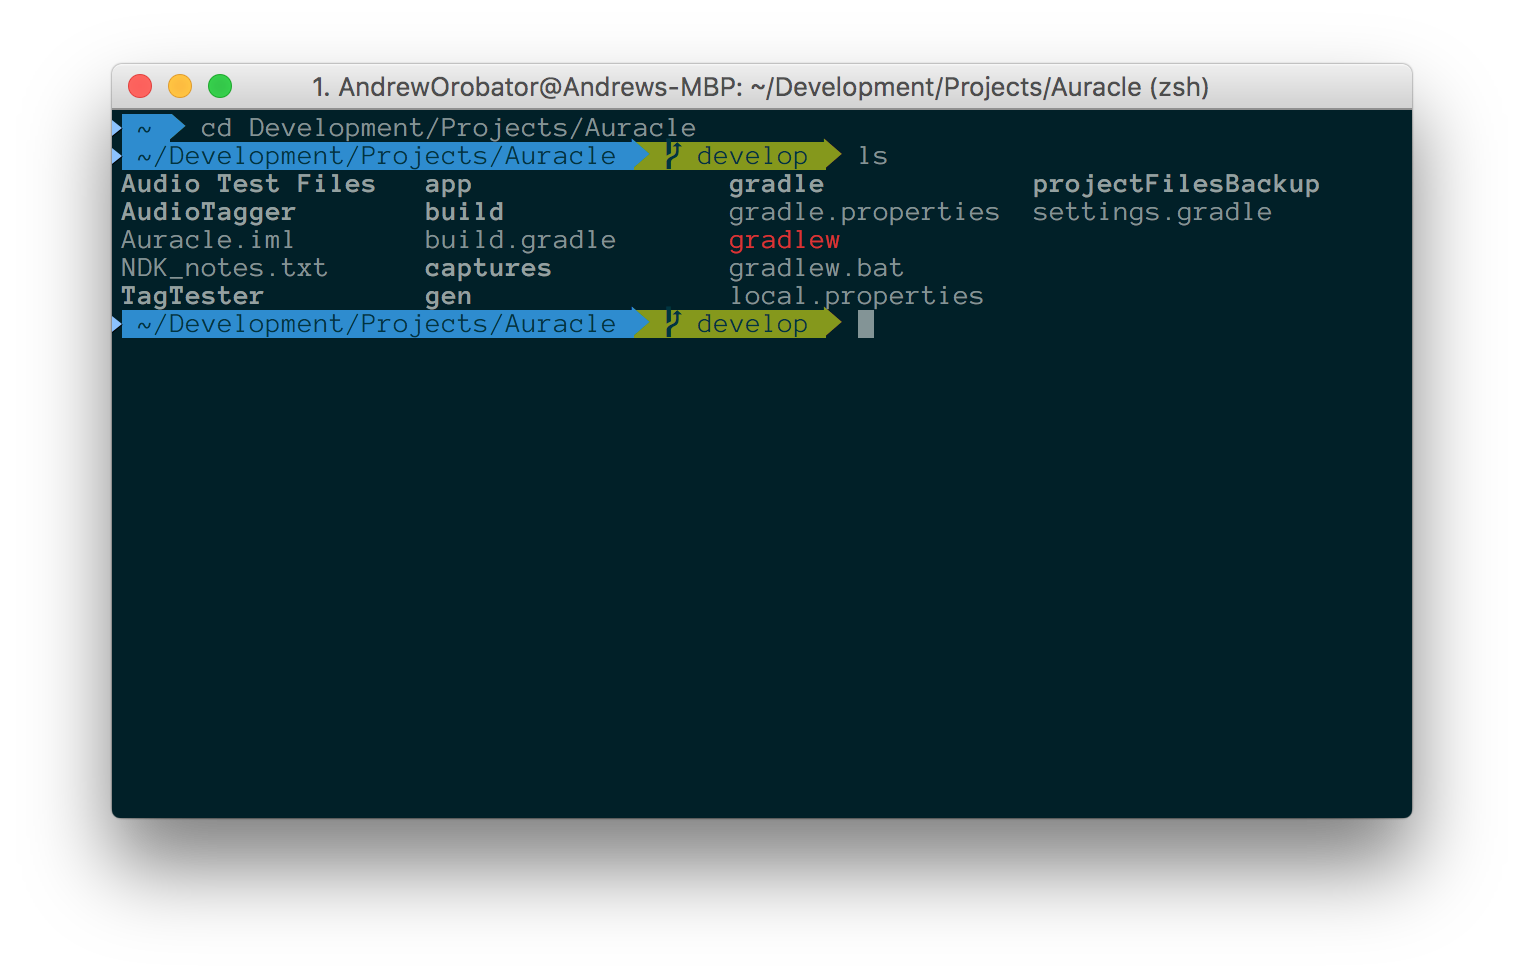 1. AndrewOrobator@Andrews-MBP: ~/Development/Projects/Auracle (zsh)
~ cd Development/Projects/Auracle
~/Development/Projects/Auracle develop ls
Audio Test Files app gradle projectFilesBackup
AudioTagger build gradle.properties settings.gradle
Auracle.iml build.gradle gradlew
NDK_notes.txt captures gradlew.bat
TagTester gen local.properties
~/Development/Projects/Auracle develop